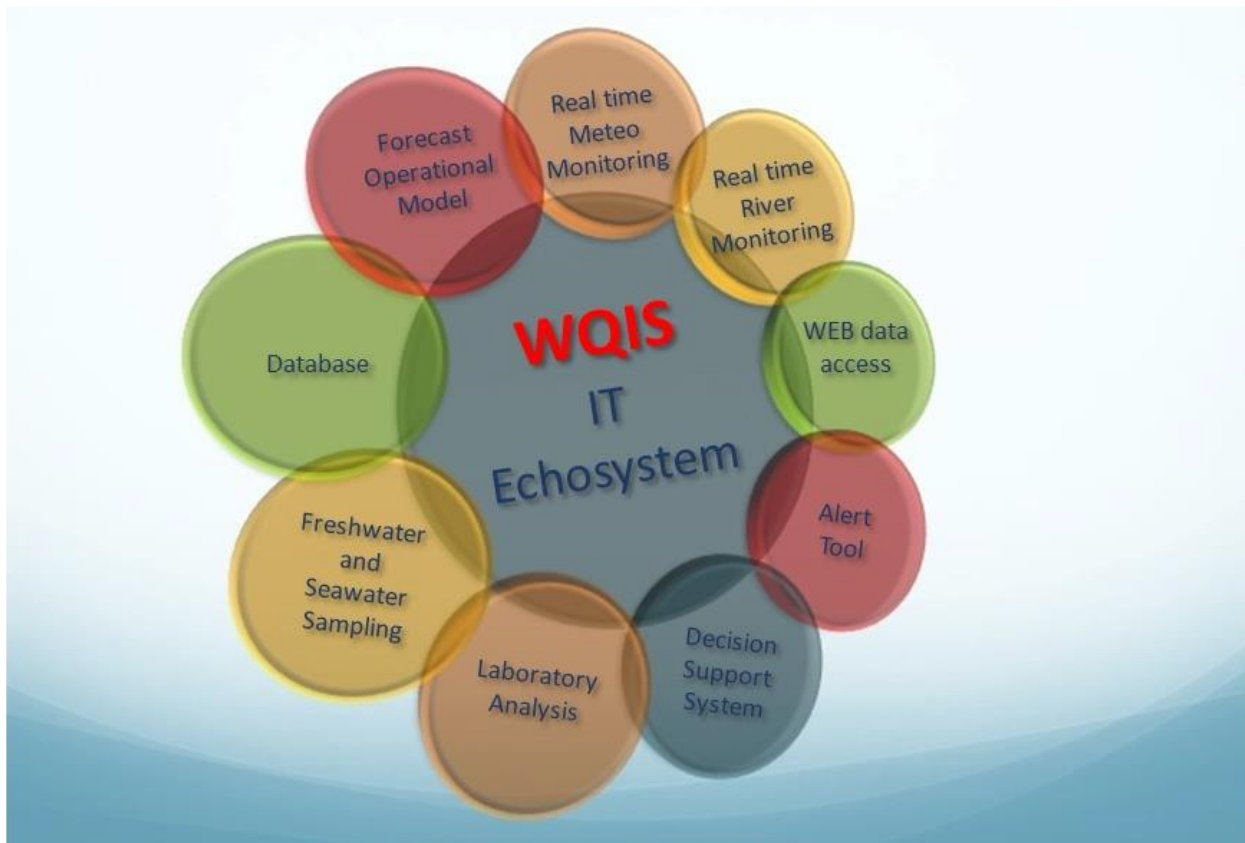 WQIS
IT
Echosystem
Real time
Meteo
Monitoring
Real time
River
Monitoring
WEB data
access
Alert
Tool
Decision
Support
System
Laboratory
Analysis
Freshwater
and
Seawater
Sampling
Database
Forecast
Operational
Model